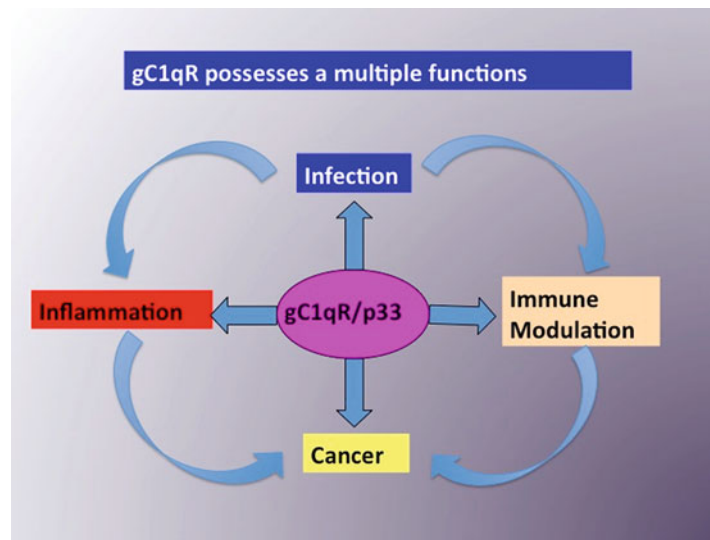 gC1qR possesses a multiple functions
Infection
Inflammation
gC1qR/p33
Immune
Modulation
Cancer